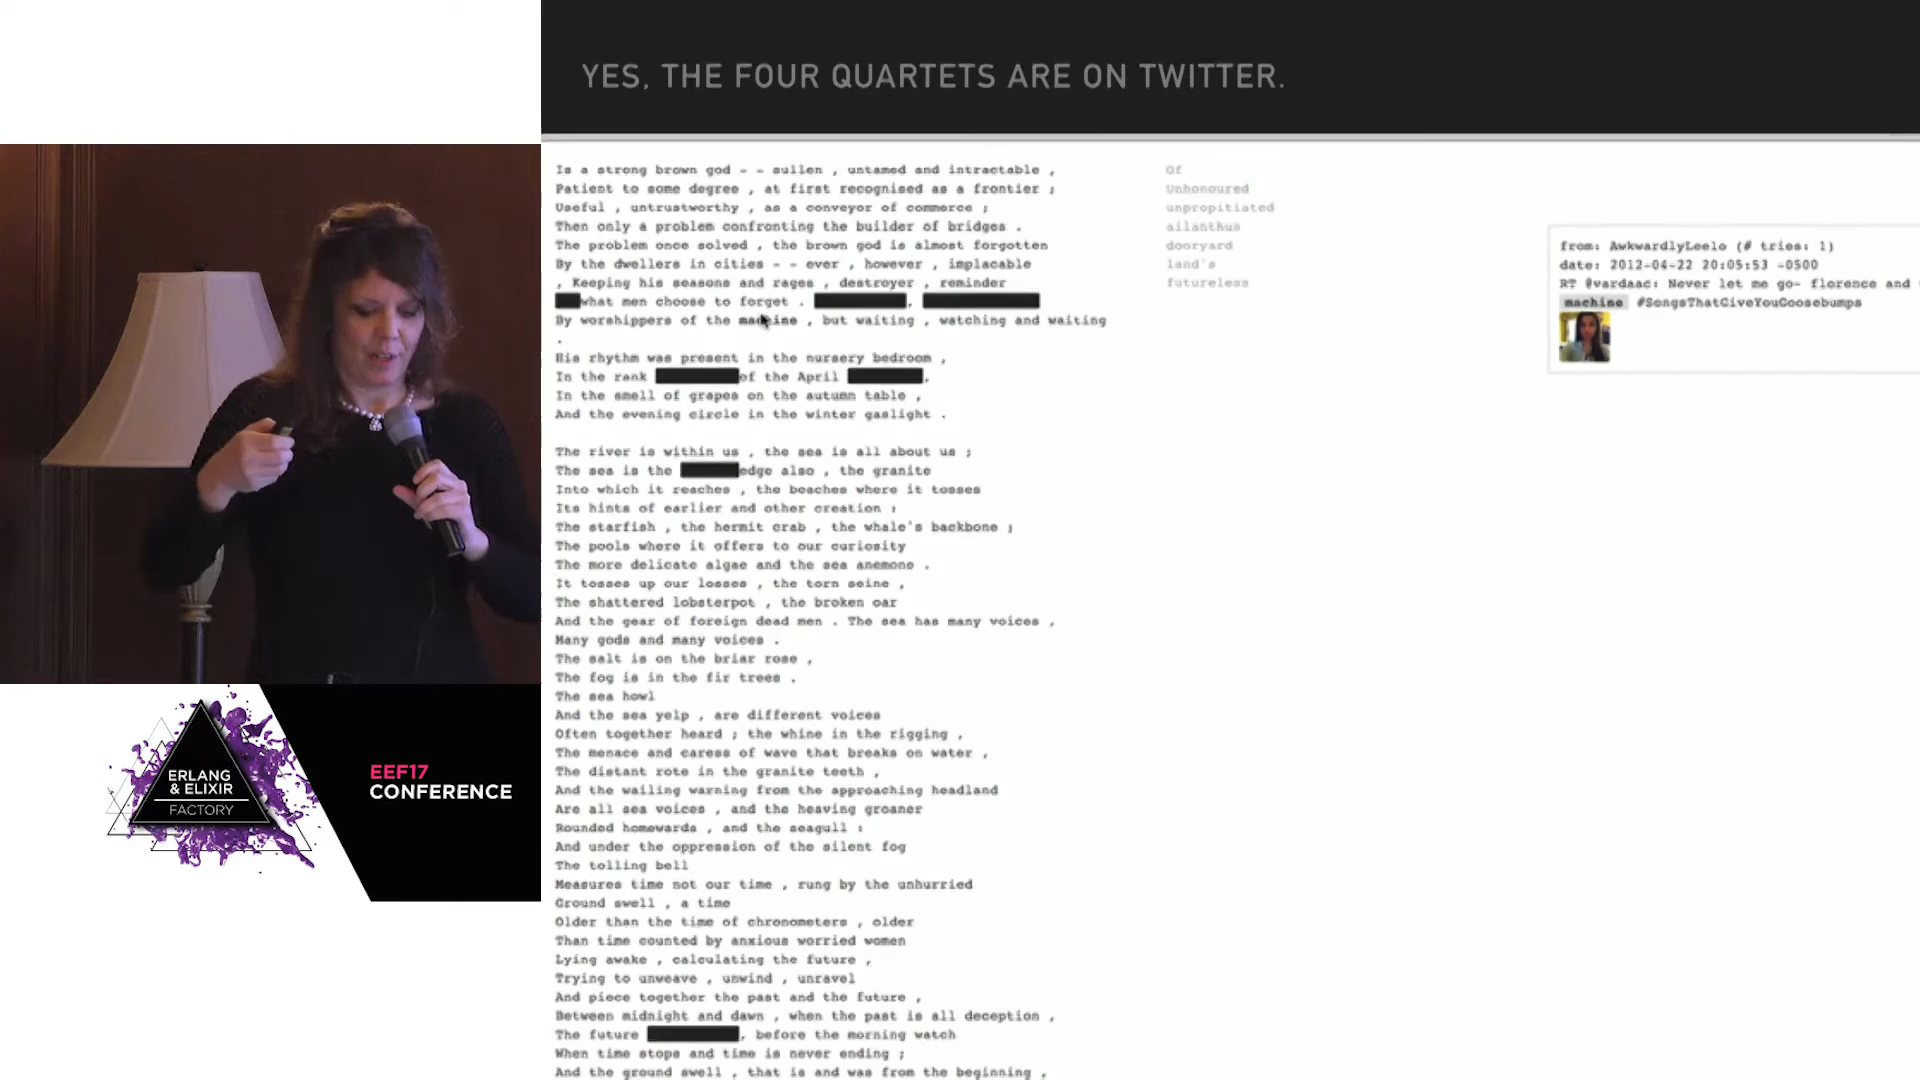 YES, THE FOUR QUARTETS ARE ON TWITTER.
Is a strong brown god - - sullen , untamed and intractable ,
Patient to some degree , at first recognised as a frontier ;
Useful , untrustworthy , as a conveyor of commerce ;
Then only a problem confronting the builder of bridges .
The problem once solved , the brown god is almost forgotten
By the dwellers in cities - - ever , however , implacable
, Keeping his seasons and rages , destroyer , reminder
what men choose to forget . ,
By worshippers of the machine , but waiting , watching and waiting
.
His rhythm was present in the nursery bedroom ,
In the rank of the April ,
In the smell of grapes on the autumn table ,
And the evening circle in the winter gaslight .
The river is within us , the sea is all about us ;
The sea is the edge also , the granite
Into which it reaches , the beaches where it tosses
Its hints of earlier and other creation :
The starfish , the hermit crab , the whale's backbone ;
The pools where it offers to our curiosity
The more delicate algae and the sea anemone .
It tosses up our losses , the torn seine ,
The shattered lobsterpot , the broken oar
And the gear of foreign dead men . The sea has many voices ,
Many gods and many voices .
The salt is on the briar rose ,
The fog is in the fir trees .
The sea howl
And the sea yelp , are different voices
Often together heard ; the whine in the rigging ,
The menace and caress of wave that breaks on water ,
The distant rote in the granite teeth ,
And the wailing warning from the approaching headland
Are all sea voices , and the heaving groaner
Rounded homewards , and the seagull :
And under the oppression of the silent fog
The tolling bell
Measures time not our time , rung by the unhurried
Ground swell , a time
Older than the time of chronometers , older
Than time counted by anxious worried women
Lying awake , calculating the future ,
Trying to unweave , unwind , unravel
And piece together the past and the future ,
Between midnight and dawn , when the past is all deception ,
The future , before the morning watch
When time stops and time is never ending ;
And the ground swell , that is and was from the beginning ,
Of
Unhonoured
unpropitiated
ailanthus
dooryard
land's
futureless
from: AwkwardlyLeelo (# tries: 1)
date: 2012-04-22 20:05:53 -0500
RT @vardaac: Never let me go- florence and
machine #SongsThatGiveYouGoosebumps
ERLANG
& ELIXIR
FACTORY
EEF17
CONFERENCE